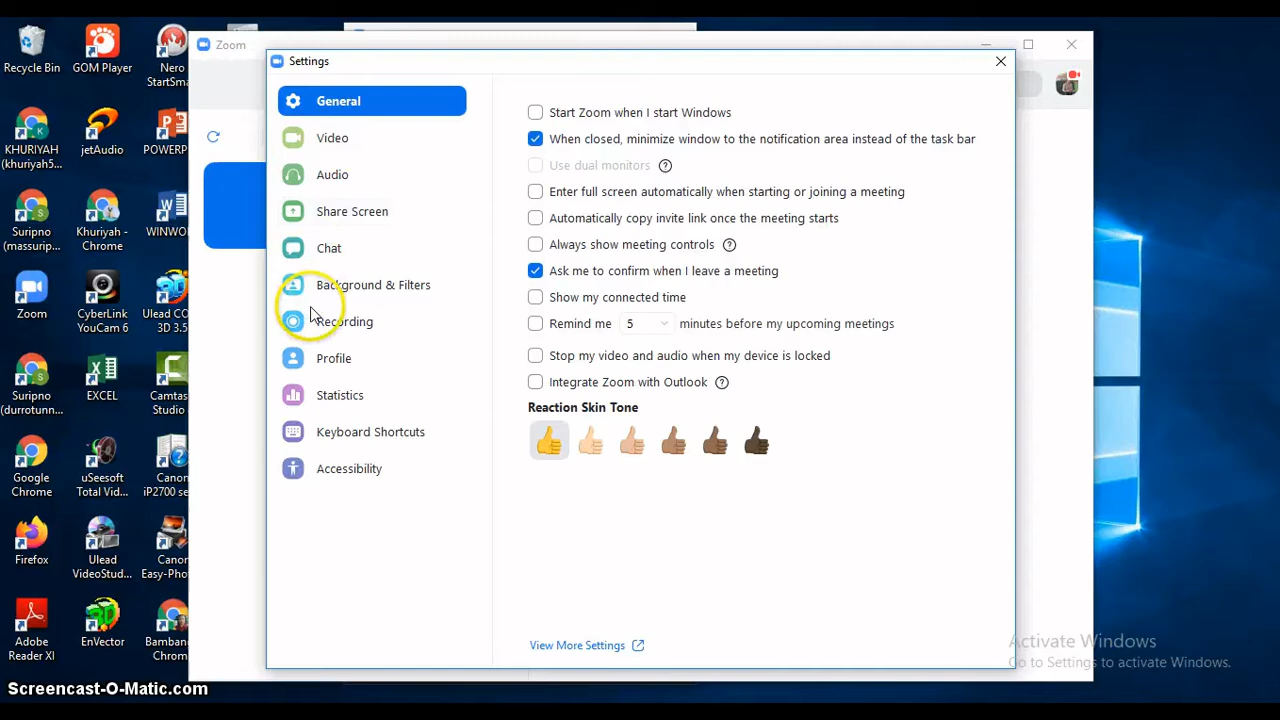 Recycle Bin
GOM Player
Nero
StartSma...
KHURIYAH
(khuriyah5...
jetAudio
POWERP...
Suripno
(massuripn...
Khuriyah -
Chrome
WINWO...
Zoom
CyberLink
YouCam 6
Ulead CO...
3D 3.5...
Suripno
(durrotunn...
EXCEL
Camtas...
Studio ...
Google
Chrome
uSeesoft
Total Vid...
Canon
iP2700 se...
Firefox
Ulead
VideoStud...
Canon
Easy-Pho...
Adobe
Reader XI
EnVector
Bamban...
Chrom...
Zoom
Settings
General
Video
Audio
Share Screen
Chat
Background & Filters
Recording
Profile
Statistics
Keyboard Shortcuts
Accessibility
Start Zoom when I start Windows
When closed, minimize window to the notification area instead of the task bar
Use dual monitors ?
Enter full screen automatically when starting or joining a meeting
Automatically copy invite link once the meeting starts
Always show meeting controls ?
Ask me to confirm when I leave a meeting
Show my connected time
Remind me 5 minutes before my upcoming meetings
Stop my video and audio when my device is locked
Integrate Zoom with Outlook ?
Reaction Skin Tone
View More Settings
Activate Windows
Go to Settings to activate Windows.
Screencast-O-Matic.com